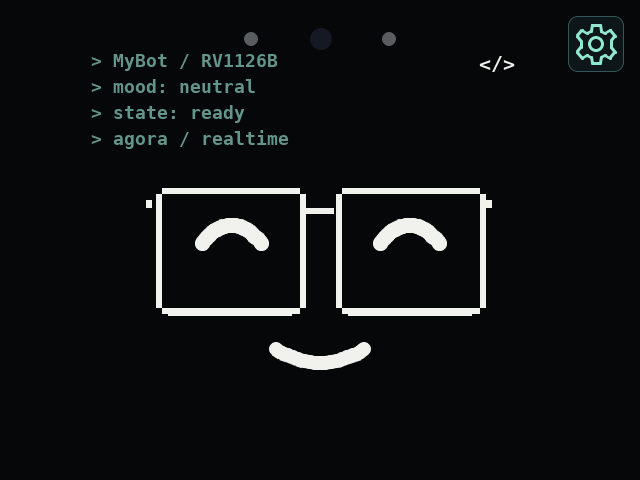 > MyBot / RV1126B
</>
> mood: neutral
> state: ready
> agora / realtime